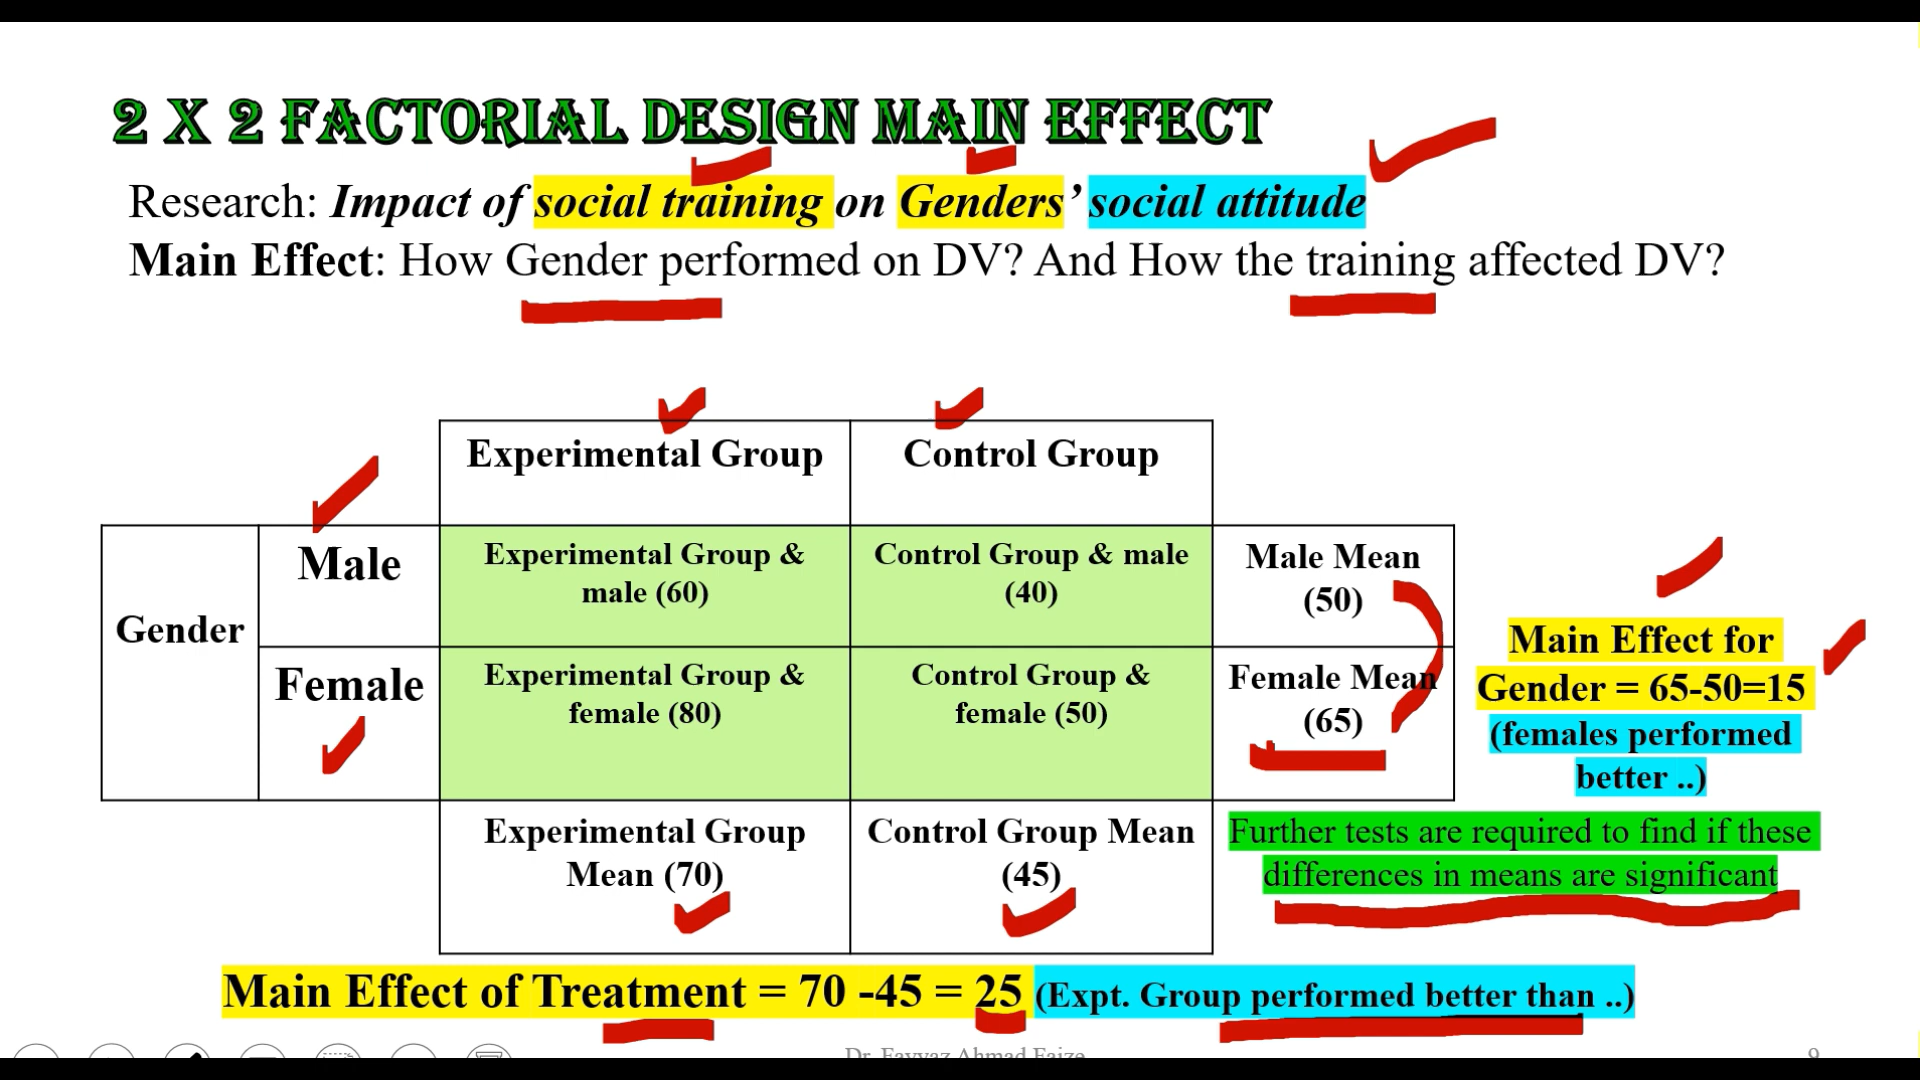 2 X 2 FACTORIAL DESIGN MAIN EFFECT
Research: Impact of social training on Genders’ social attitude
Main Effect: How Gender performed on DV? And How the training affected DV?
Experimental Group
Control Group
Gender
Male
Experimental Group &
male (60)
Control Group & male
(40)
Male Mean
(50)
Female
Experimental Group &
female (80)
Control Group &
female (50)
Female Mean
(65)
Main Effect for
Gender = 65-50=15
(females performed
better ..)
Experimental Group
Mean (70)
Control Group Mean
(45)
Further tests are required to find if these
differences in means are significant
Main Effect of Treatment = 70 -45 = 25 (Expt. Group performed better than ..)
Dr. Fayyaz Ahmad Faize
9